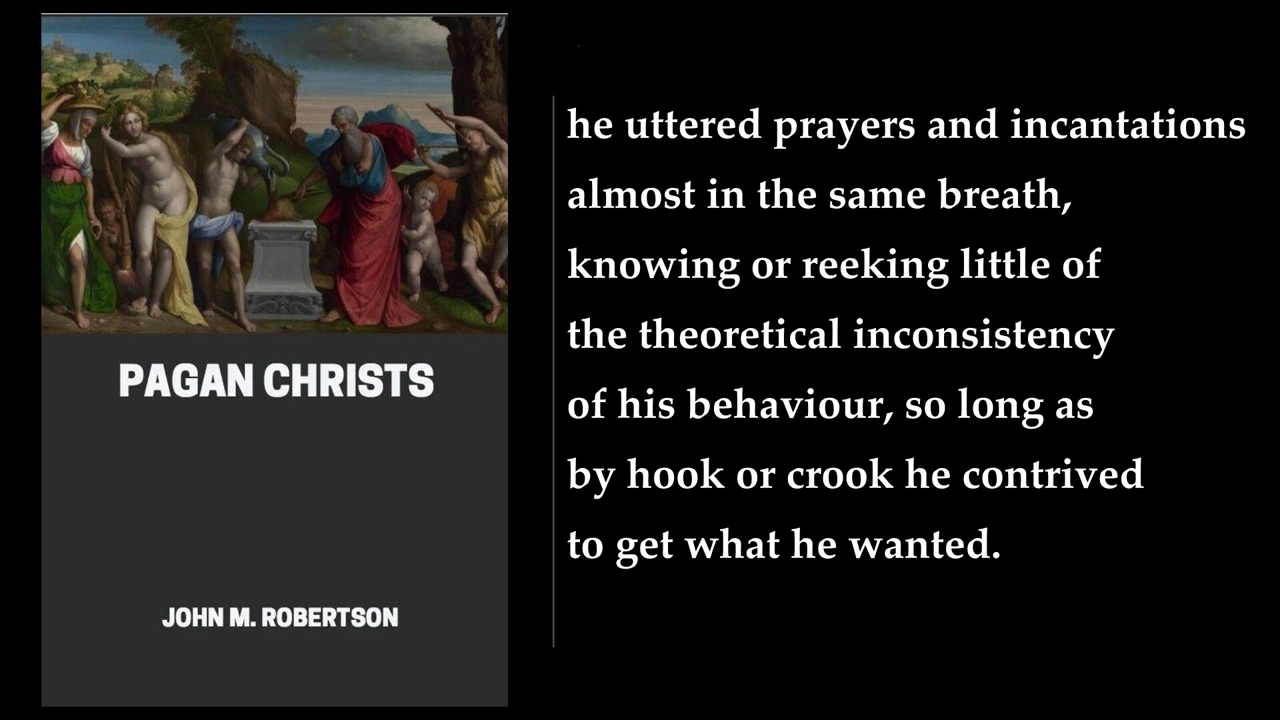 PAGAN CHRISTS
JOHN M. ROBERTSON
he uttered prayers and incantations
almost in the same breath,
knowing or reeking little of
the theoretical inconsistency
of his behaviour, so long as
by hook or crook he contrived
to get what he wanted.